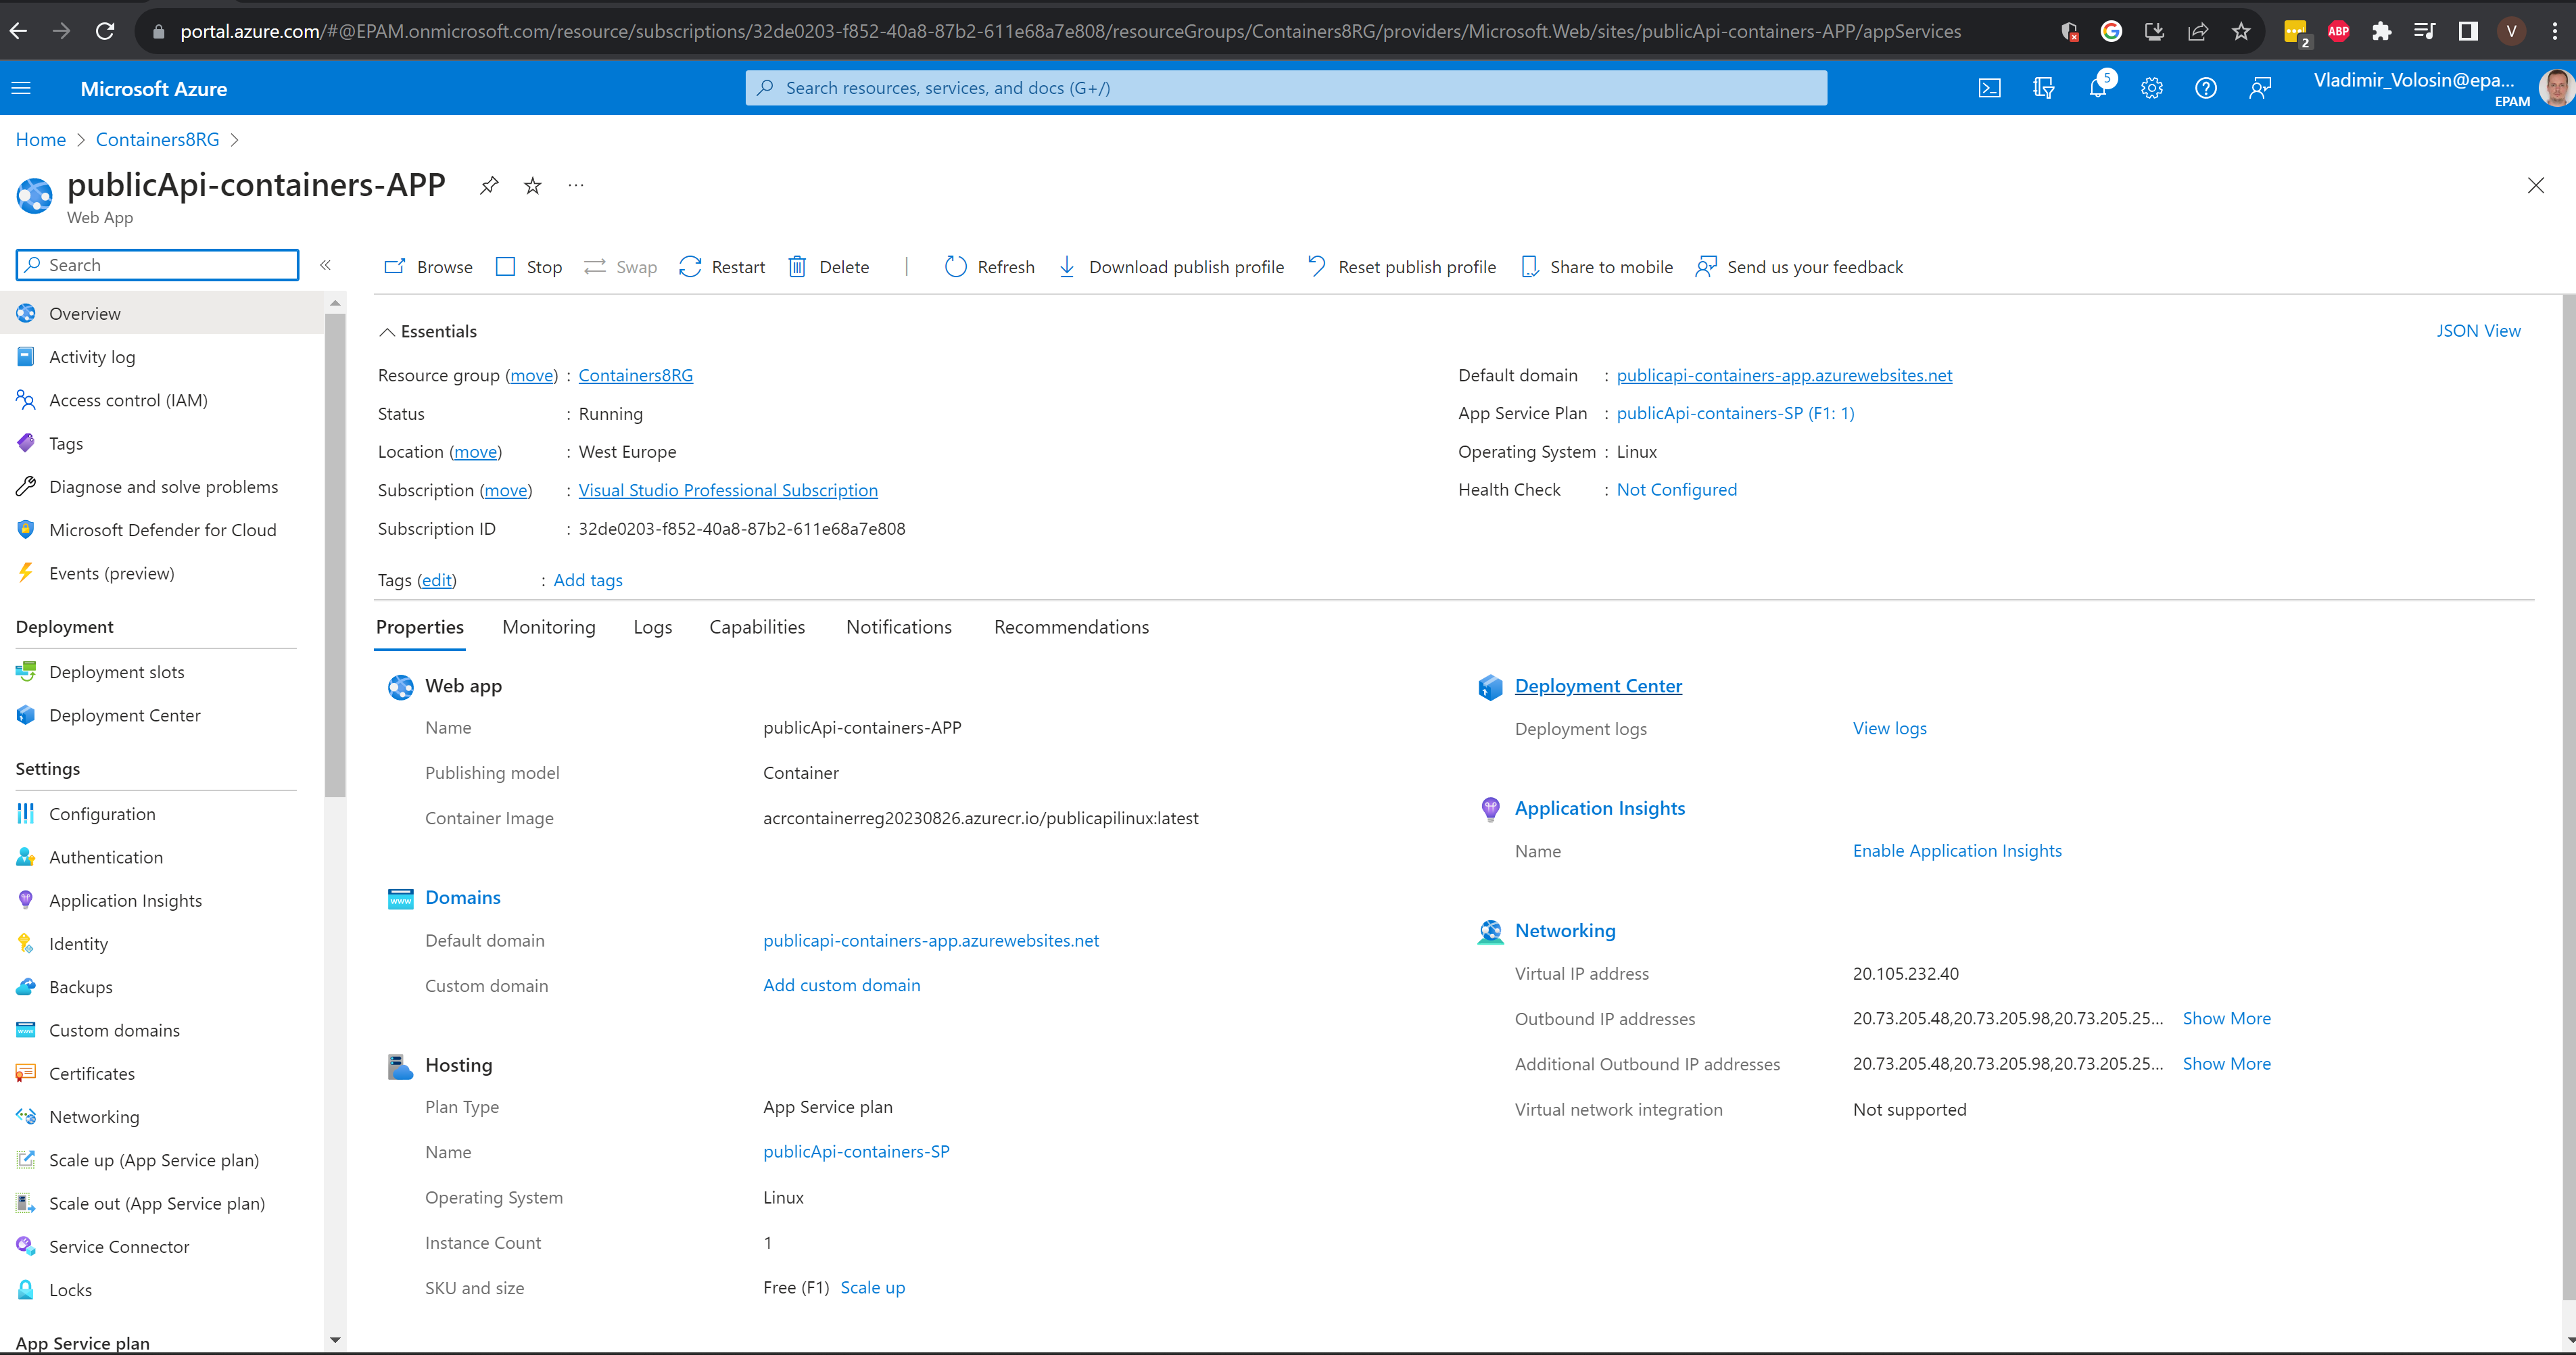 portal.azure.com/#@EPAM.onmicrosoft.com/resource/subscriptions/32de0203-f852-40a8-87b2-611e68a7e808/resourceGroups/Containers8RG/providers/Microsoft.Web/sites/publicApi-containers-APP/appServices
2
ABP
V
Microsoft Azure
Search resources, services, and docs (G+/)
5
Vladimir_Volosin@epa...
EPAM
Home > Containers8RG >
publicApi-containers-APP
Web App
Search
Browse Stop Swap Restart Delete Refresh Download publish profile Reset publish profile Share to mobile Send us your feedback
Overview
Activity log
Access control (IAM)
Tags
Diagnose and solve problems
Microsoft Defender for Cloud
Events (preview)
Deployment
Deployment slots
Deployment Center
Settings
Configuration
Authentication
Application Insights
Identity
Backups
Custom domains
Certificates
Networking
Scale up (App Service plan)
Scale out (App Service plan)
Service Connector
Locks
App Service plan
Essentials
JSON View
Resource group (move) : Containers8RG
Status : Running
Location (move) : West Europe
Subscription (move) : Visual Studio Professional Subscription
Subscription ID : 32de0203-f852-40a8-87b2-611e68a7e808
Default domain : publicapi-containers-app.azurewebsites.net
App Service Plan : publicApi-containers-SP (F1: 1)
Operating System : Linux
Health Check : Not Configured
Tags (edit) : Add tags
Properties Monitoring Logs Capabilities Notifications Recommendations
Web app
Name publicApi-containers-APP
Publishing model Container
Container Image acrcontainerreg20230826.azurecr.io/publicapilinux:latest
Domains
Default domain publicapi-containers-app.azurewebsites.net
Custom domain Add custom domain
Hosting
Plan Type App Service plan
Name publicApi-containers-SP
Operating System Linux
Instance Count 1
SKU and size Free (F1) Scale up
Deployment Center
Deployment logs View logs
Application Insights
Name Enable Application Insights
Networking
Virtual IP address 20.105.232.40
Outbound IP addresses 20.73.205.48,20.73.205.98,20.73.205.25... Show More
Additional Outbound IP addresses 20.73.205.48,20.73.205.98,20.73.205.25... Show More
Virtual network integration Not supported